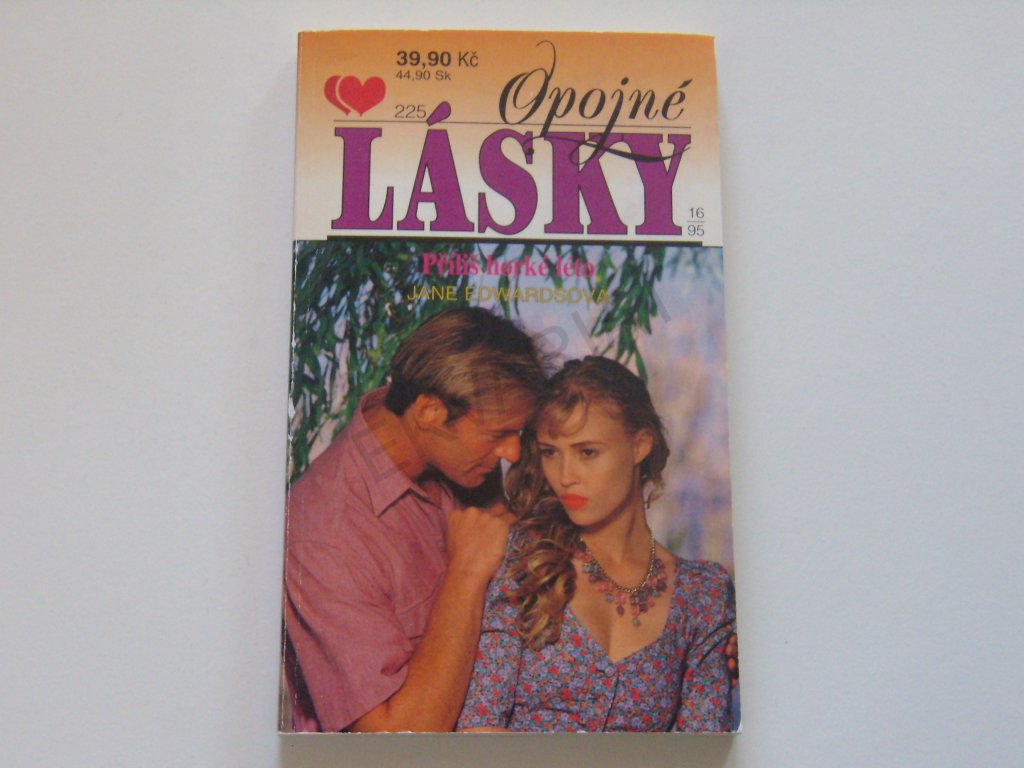 39,90 Kč
44,90 Sk
225
Opojné
LÁSKY
16
95
Příliš horké léto
JANE EDWARDSOVÁ